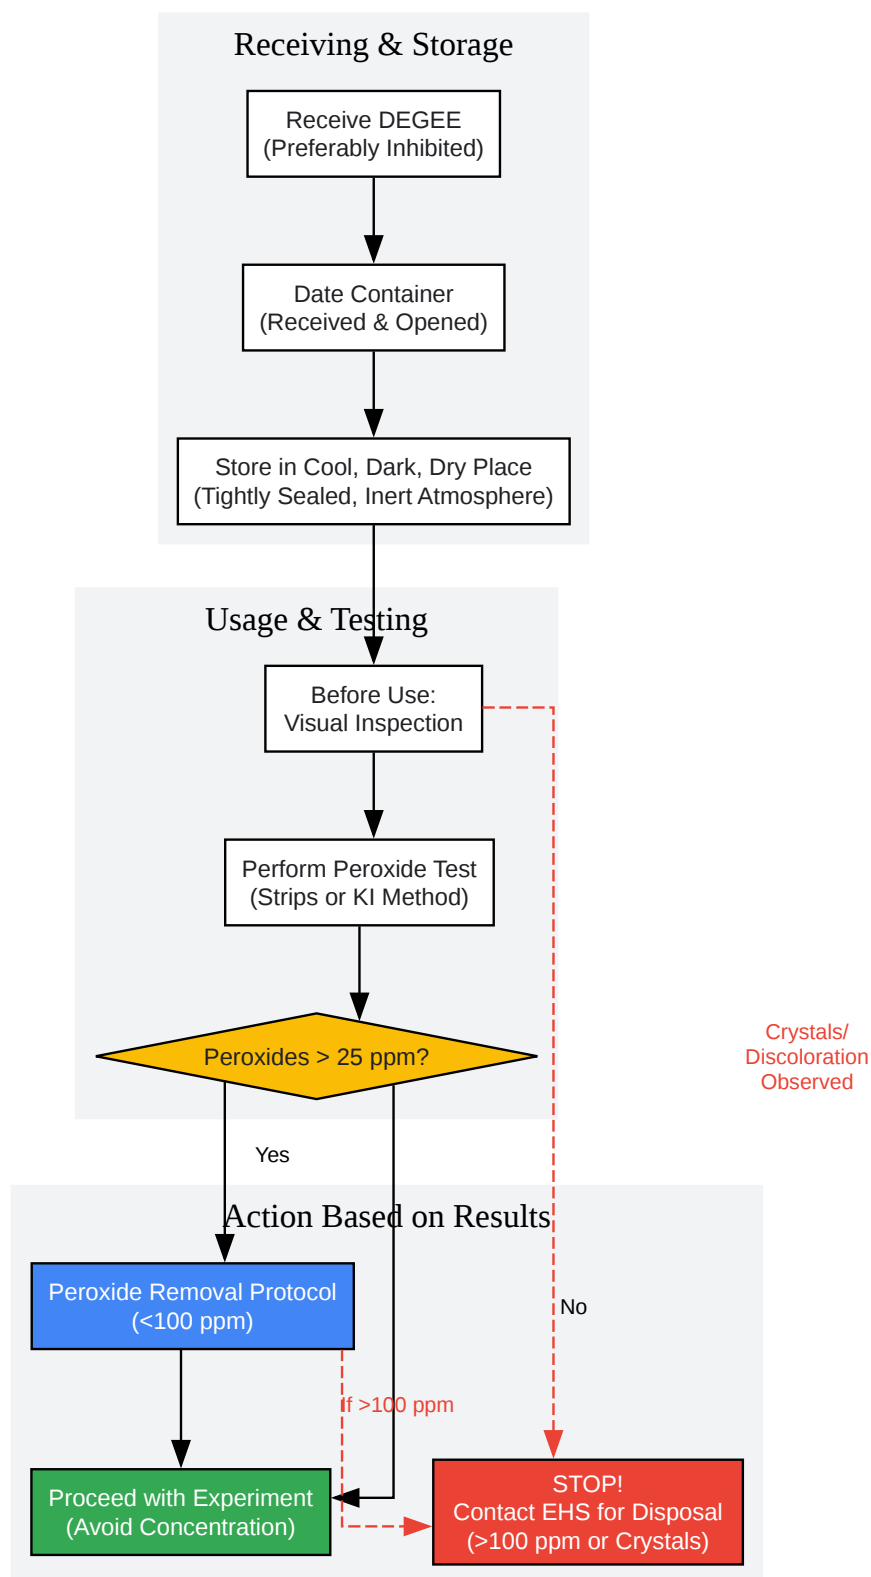 Receiving & Storage
Receive DEGEE
(Preferably Inhibited)
Date Container
(Received & Opened)
Store in Cool, Dark, Dry Place
(Tightly Sealed, Inert Atmosphere)
Usage & Testing
Before Use:
Visual Inspection
Perform Peroxide Test
(Strips or KI Method)
Peroxides > 25 ppm?
Crystals/
Discoloration
Observed
Yes
Action Based on Results
Peroxide Removal Protocol
(<100 ppm)
No
If >100 ppm
Proceed with Experiment
(Avoid Concentration)
STOP!
Contact EHS for Disposal
(>100 ppm or Crystals)